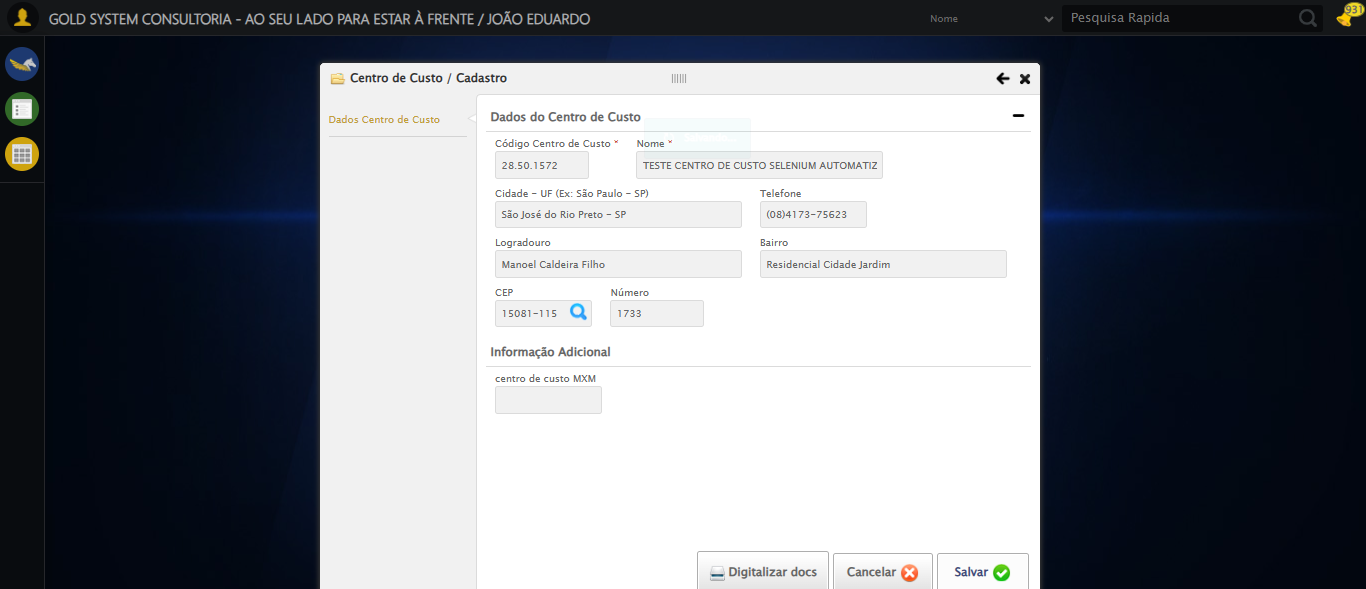 GOLD SYSTEM CONSULTORIA - AO SEU LADO PARA ESTAR À FRENTE / JOÃO EDUARDO
Nome
Pesquisa Rapida
931
Centro de Custo / Cadastro
Dados Centro de Custo
Dados do Centro de Custo
Código Centro de Custo * Nome *
28.50.1572 TESTE CENTRO DE CUSTO SELENIUM AUTOMATIZ
Cidade - UF (Ex: São Paulo - SP) Telefone
São José do Rio Preto - SP (08)4173-75623
Logradouro Bairro
Manoel Caldeira Filho Residencial Cidade Jardim
CEP Número
15081-115 1733
Informação Adicional
centro de custo MXM
Digitalizar docs Cancelar Salvar